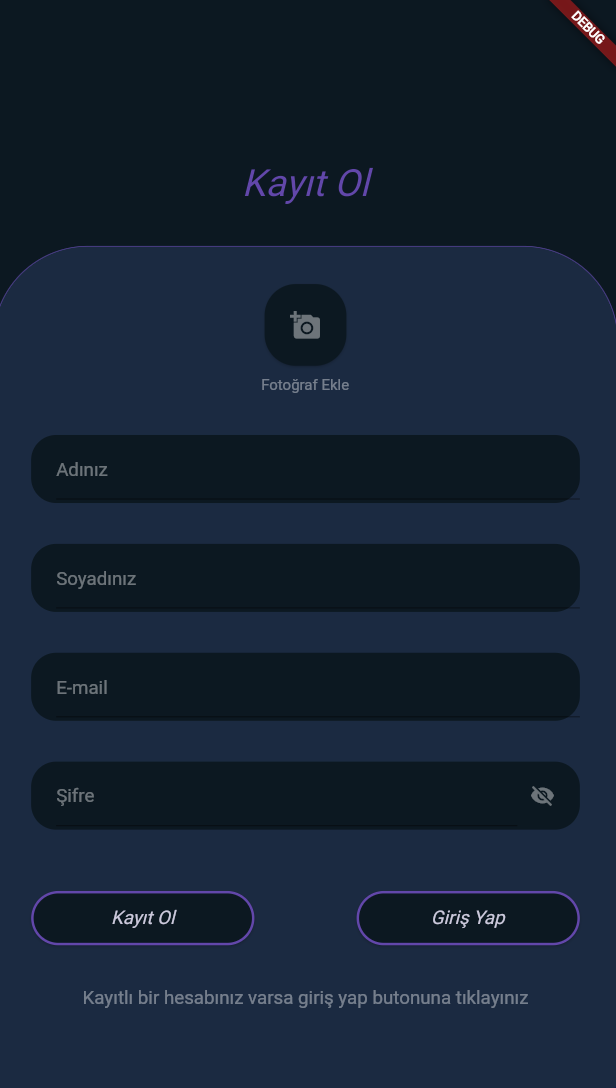 DEBUG
Kayıt Ol
Fotoğraf Ekle
Adınız
Soyadınız
E-mail
Şifre
Kayıt Ol
Giriş Yap
Kayıtlı bir hesabınız varsa giriş yap butonuna tıklayınız